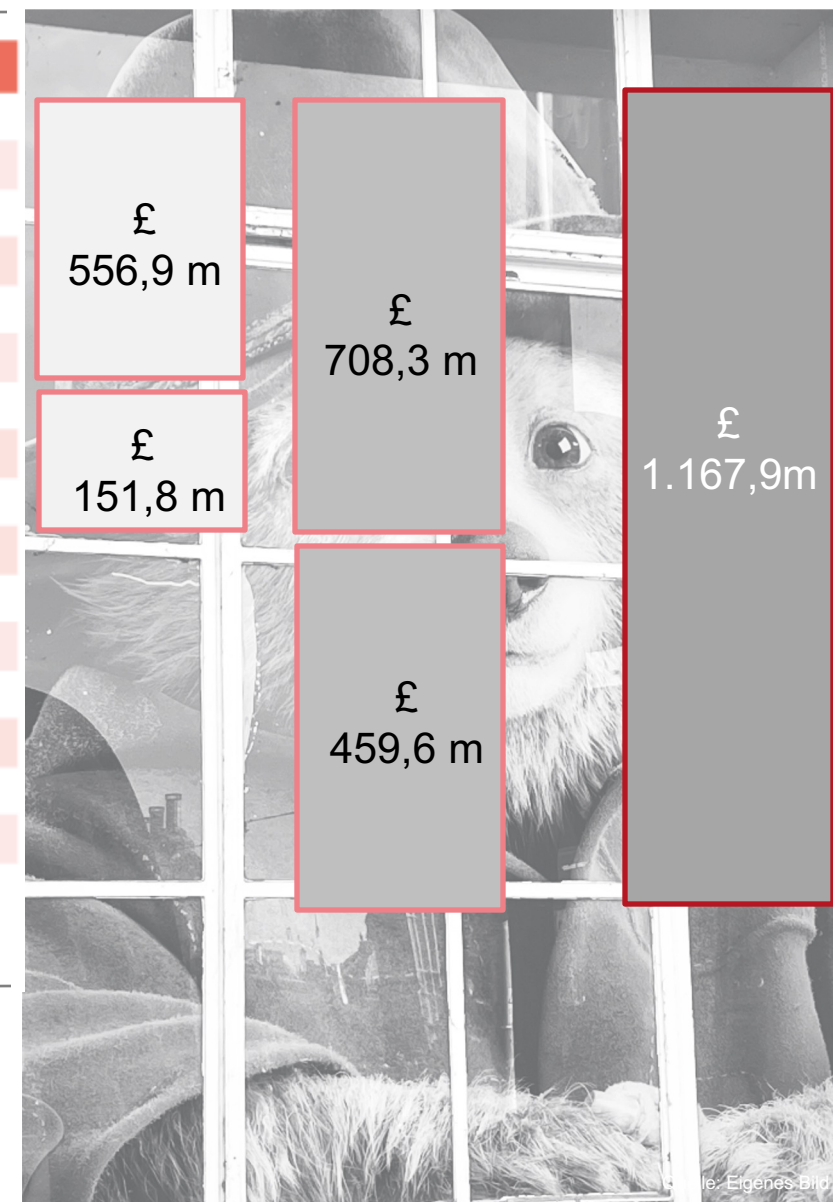 £
556,9 m
£
151,8 m
£
708,3 m
£
459,6 m
£
1.167,9m
Eigenes Bild